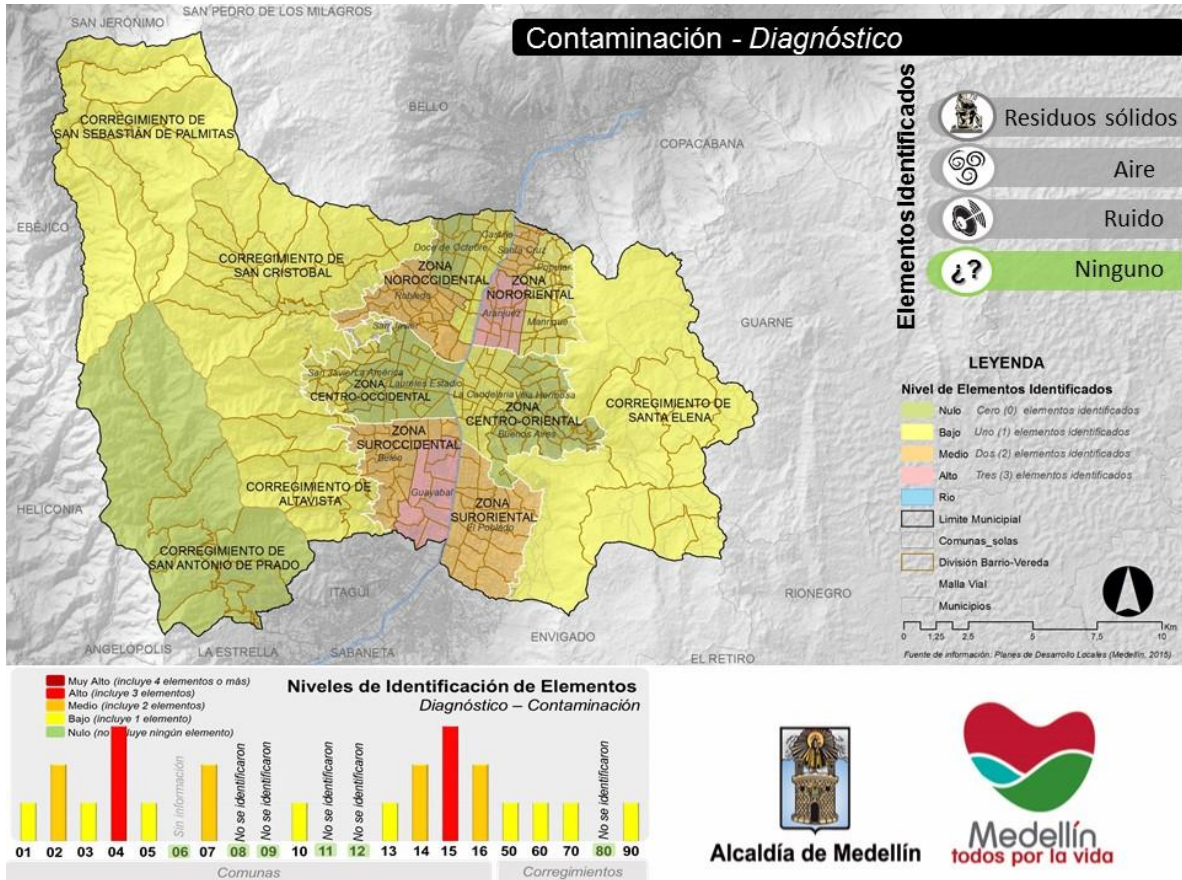 SAN PEDRO DE LOS MILAGROS
SAN JERÓNIMO
Contaminación - Diagnóstico
Elementos Identificados
Residuos sólidos
Aire
Ruido
¿?
Ninguno
BELLO
COPACABANA
CORREGIMIENTO DE
SAN SEBASTIÁN DE PALMITAS
EBÉJICO
CORREGIMIENTO DE
SAN CRISTOBAL
Doce de Octubre
Castilla
Santa Cruz
Popular
ZONA
NOROCCIDENTAL
Robledo
ZONA
NORORIENTAL
Aranjuez
Manrique
GUARNE
San Javier
San Javier
La América
Laureles Estadio
ZONA
CENTRO-OCCIDENTAL
La Candelaria
Villa Hermosa
ZONA
CENTRO-ORIENTAL
Buenos Aires
CORREGIMIENTO DE
SANTA ELENA
ZONA
SUROCCIDENTAL
Belén
Guayabal
CORREGIMIENTO DE
ALTAVISTA
ZONA
SURORIENTAL
El Poblado
HELICONIA
CORREGIMIENTO DE
SAN ANTONIO DE PRADO
ITAGÜÍ
RIONEGRO
ENVIGADO
ANGELÓPOLIS
LA ESTRELLA
SABANETA
EL RETIRO
LEYENDA
Nivel de Elementos Identificados
Nulo Cero (0) elementos identificados
Bajo Uno (1) elementos identificados
Medio Dos (2) elementos identificados
Alto Tres (3) elementos identificados
Rio
Limite Municipial
Comunas_solas
División Barrio-Vereda
Malla Vial
Municipios
Km
0 1,25 2,5 5 7,5 10
Fuente de información: Planes de Desarrollo Locales (Medellín, 2015)
Muy Alto (incluye 4 elementos o más)
Alto (incluye 3 elementos)
Medio (incluye 2 elementos)
Bajo (incluye 1 elemento)
Nulo (no incluye ningún elemento)
Niveles de Identificación de Elementos
Diagnóstico – Contaminación
Sin información
No se identificaron
No se identificaron
No se identificaron
No se identificaron
No se identificaron
01 02 03 04 05 06 07 08 09 10 11 12 13 14 15 16 50 60 70 80 90
Comunas
Corregimientos
Alcaldía de Medellín
Medellín
todos por la vida